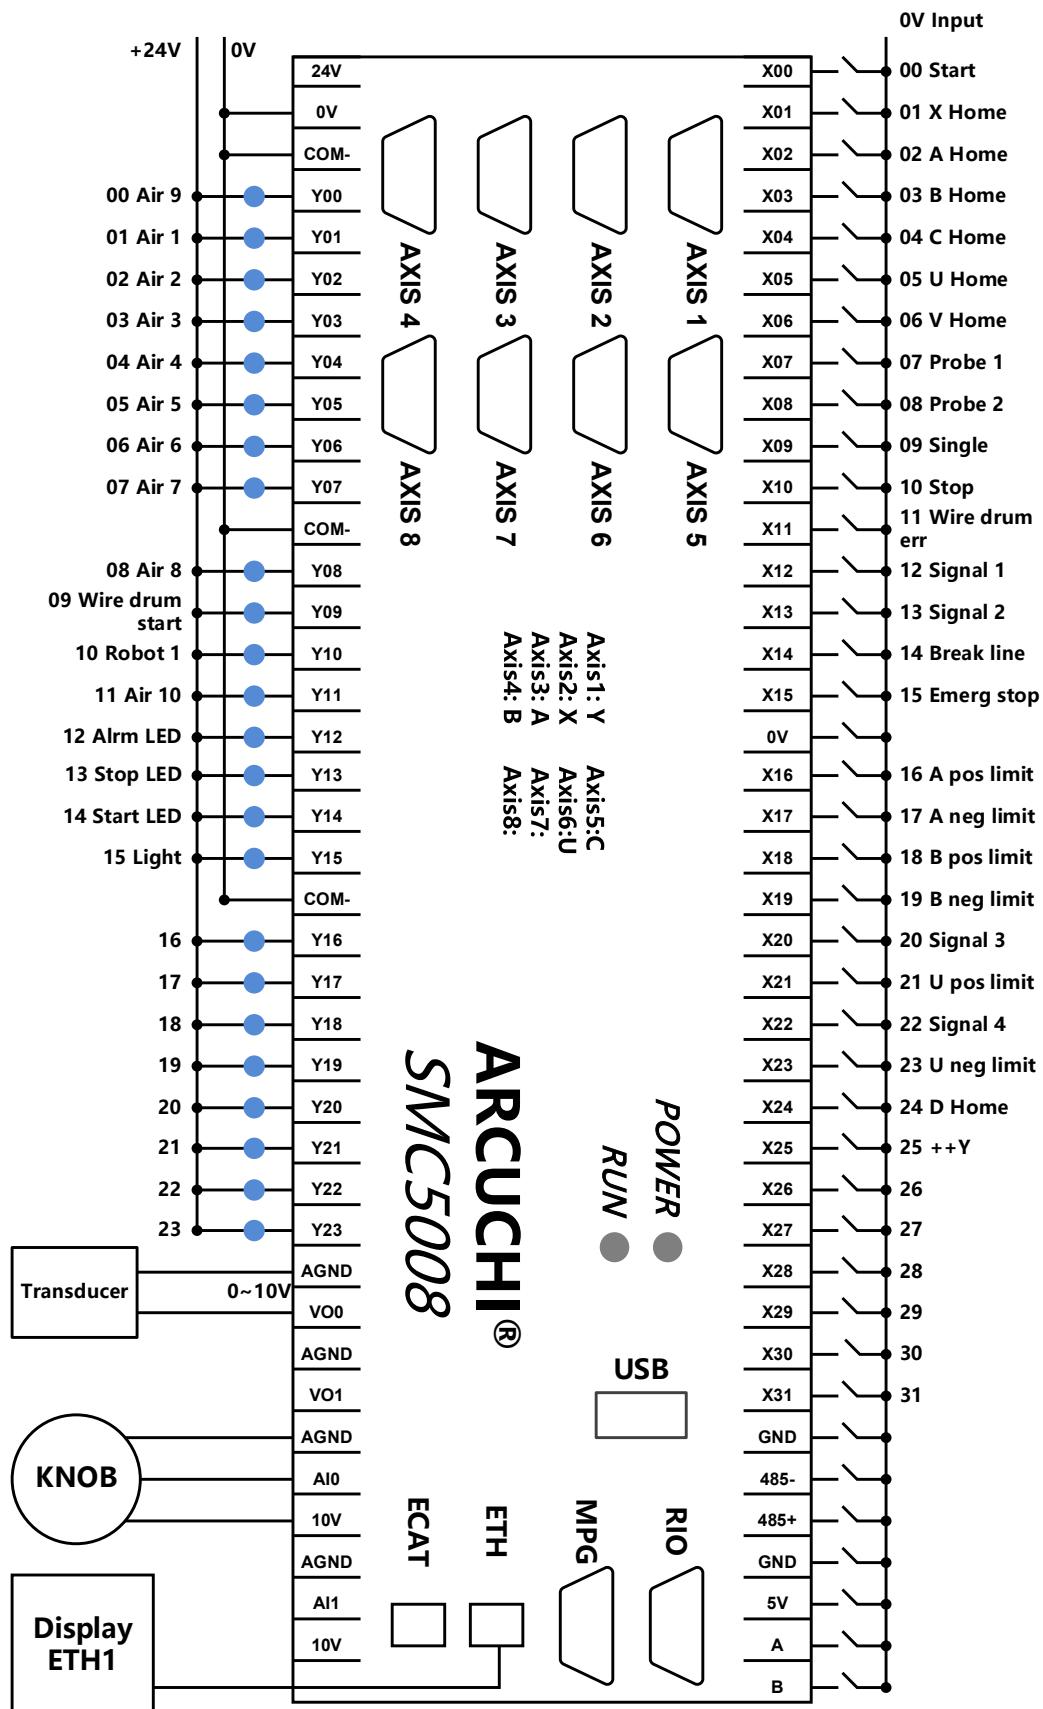 0V Input
+24V
0V
24V
0V
COM-
00 Air 9
Y00
01 Air 1
Y01
02 Air 2
Y02
03 Air 3
Y03
04 Air 4
Y04
05 Air 5
Y05
06 Air 6
Y06
07 Air 7
Y07
COM-
08 Air 8
Y08
09 Wire drum
start
Y09
10 Robot 1
Y10
11 Air 10
Y11
12 Alrm LED
Y12
13 Stop LED
Y13
14 Start LED
Y14
15 Light
Y15
COM-
16
Y16
17
Y17
18
Y18
19
Y19
20
Y20
21
Y21
22
Y22
23
Y23
Transducer
0~10V
AGND
VO0
AGND
VO1
KNOB
AGND
AI0
10V
AGND
AI1
10V
Display
ETH1
AXIS 4
AXIS 3
AXIS 2
AXIS 1
AXIS 8
AXIS 7
AXIS 6
AXIS 5
Axis1: Y
Axis2: X
Axis3: A
Axis4: B
Axis5:C
Axis6:U
Axis7:
Axis8:
ARCUCHI®
SMC5008
POWER
RUN
USB
ECAT
ETH
MPG
RIO
X00
00 Start
X01
01 X Home
X02
02 A Home
X03
03 B Home
X04
04 C Home
X05
05 U Home
X06
06 V Home
X07
07 Probe 1
X08
08 Probe 2
X09
09 Single
X10
10 Stop
X11
11 Wire drum
err
X12
12 Signal 1
X13
13 Signal 2
X14
14 Break line
X15
15 Emerg stop
0V
X16
16 A pos limit
X17
17 A neg limit
X18
18 B pos limit
X19
19 B neg limit
X20
20 Signal 3
X21
21 U pos limit
X22
22 Signal 4
X23
23 U neg limit
X24
24 D Home
X25
25 ++Y
X26
26
X27
27
X28
28
X29
29
X30
30
X31
31
GND
485-
485+
GND
5V
A
B